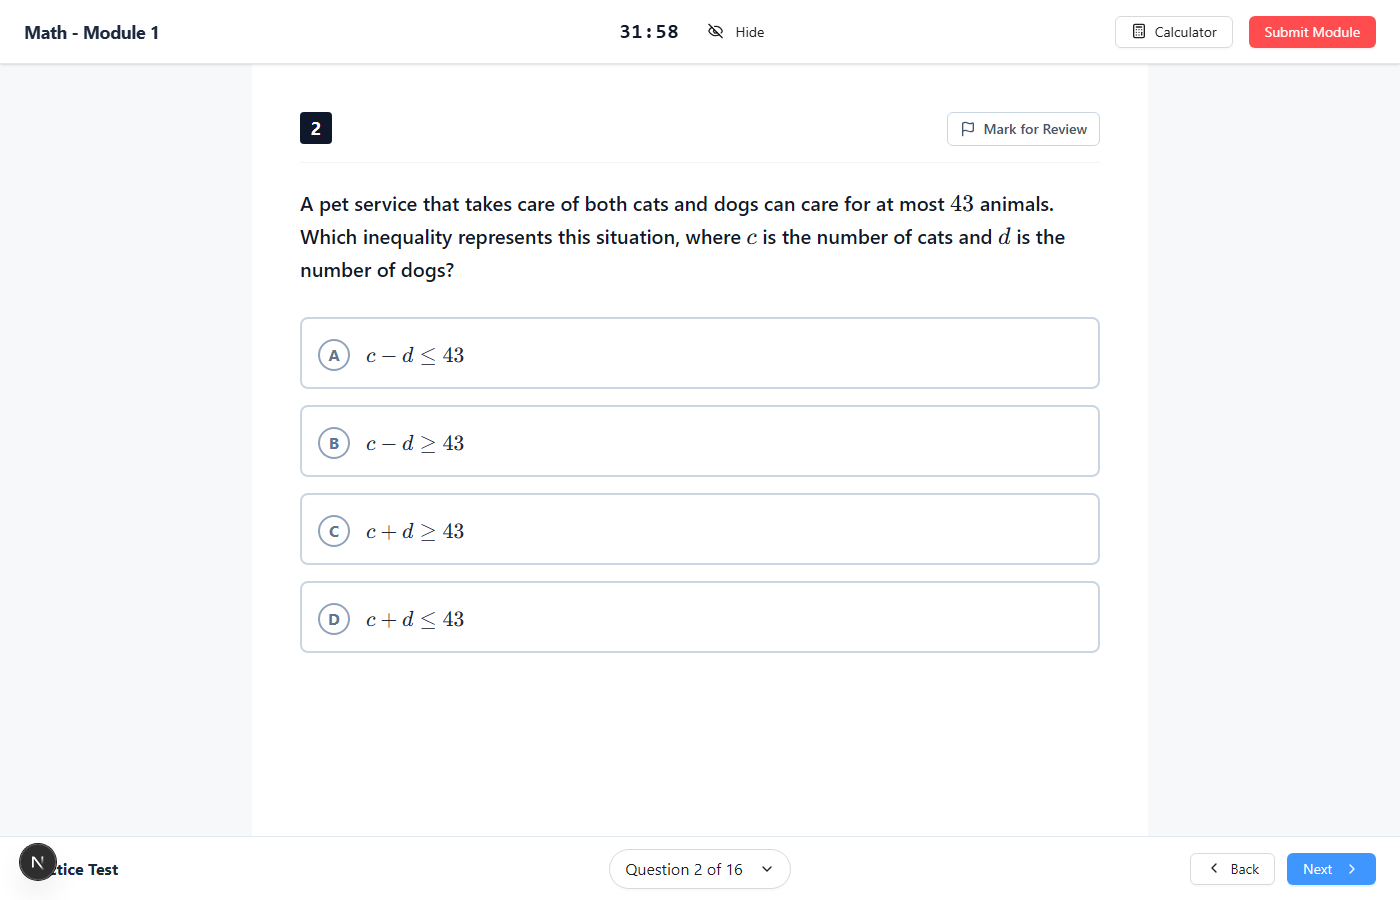 Math - Module 1
31:58
Hide
Calculator
Submit Module
2
Mark for Review
A pet service that takes care of both cats and dogs can care for at most 43 animals.
Which inequality represents this situation, where c is the number of cats and d is the
number of dogs?
A c − d ≤ 43
B c − d ≥ 43
C c + d ≥ 43
D c + d ≤ 43
N
tice Test
Question 2 of 16
Back
Next